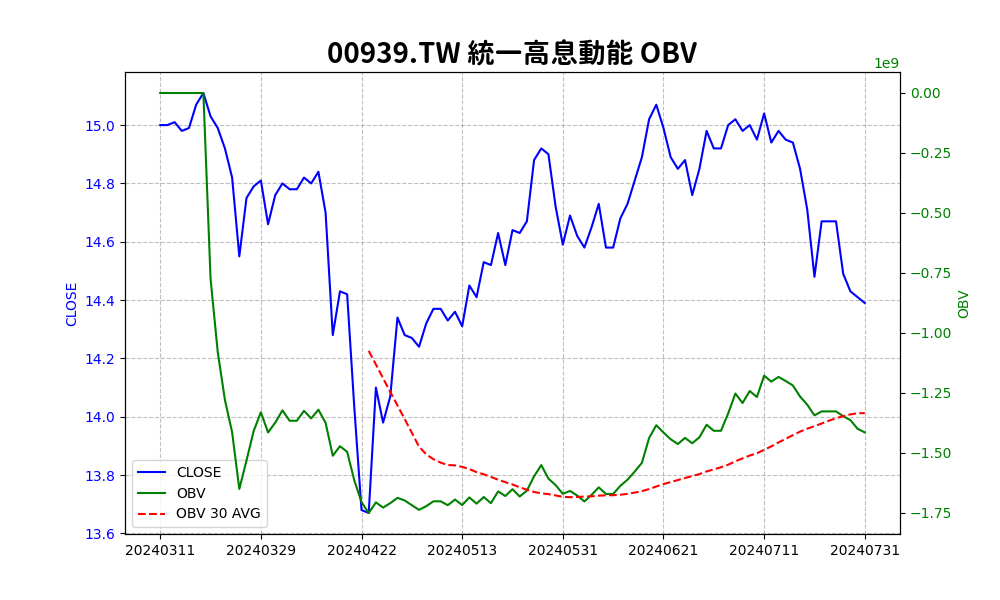 00939.TW 統一高息動能 OBV
1e9
15.0
14.8
14.6
14.4
14.2
14.0
13.8
13.6
CLOSE
0.00
−0.25
−0.50
−0.75
−1.00
−1.25
−1.50
−1.75
OBV
CLOSE
OBV
OBV 30 AVG
20240311 20240329 20240422 20240513 20240531 20240621 20240711 20240731